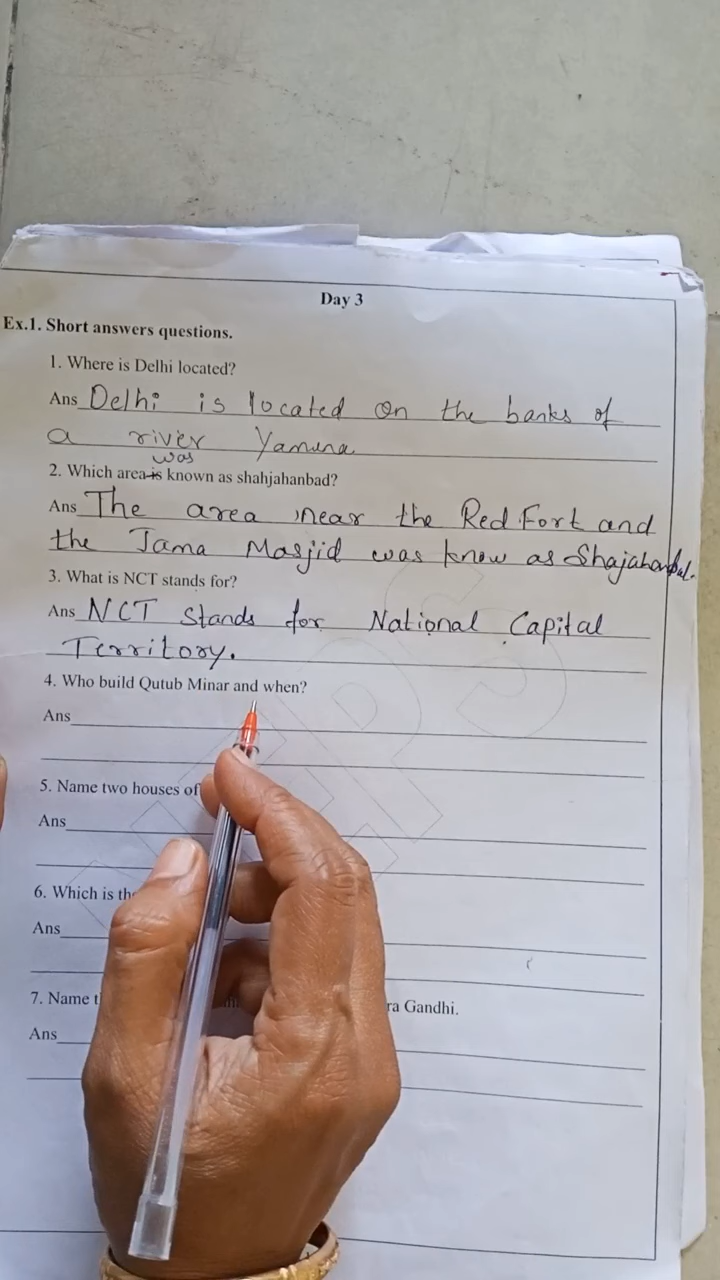 Day 3
Ex.1. Short answers questions.
1. Where is Delhi located?
Ans Delhi is located on the banks of
a river Yamuna
was
2. Which area is known as shahjahanbad?
Ans The area near the Red Fort and
the Jama Masjid was know as
3. What is NCT stands for?
Ans NCT stands for National Capital
Territory.
4. Who build Qutub Minar and when?
Ans
5. Name two houses of
Ans
6. Which is the
Ans
7. Name t ra Gandhi.
Ans